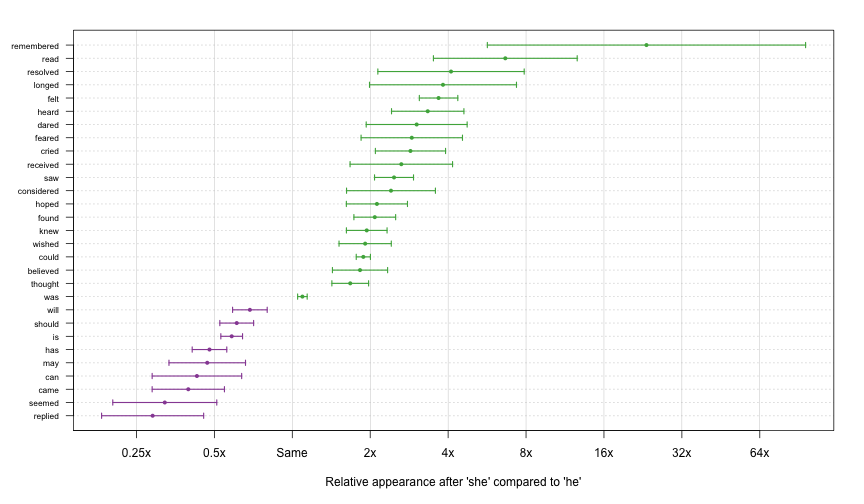 remembered
read
resolved
longed
felt
heard
dared
feared
cried
received
saw
considered
hoped
found
knew
wished
could
believed
thought
was
will
should
is
has
may
can
came
seemed
replied
0.25x 0.5x Same 2x 4x 8x 16x 32x 64x
Relative appearance after 'she' compared to 'he'